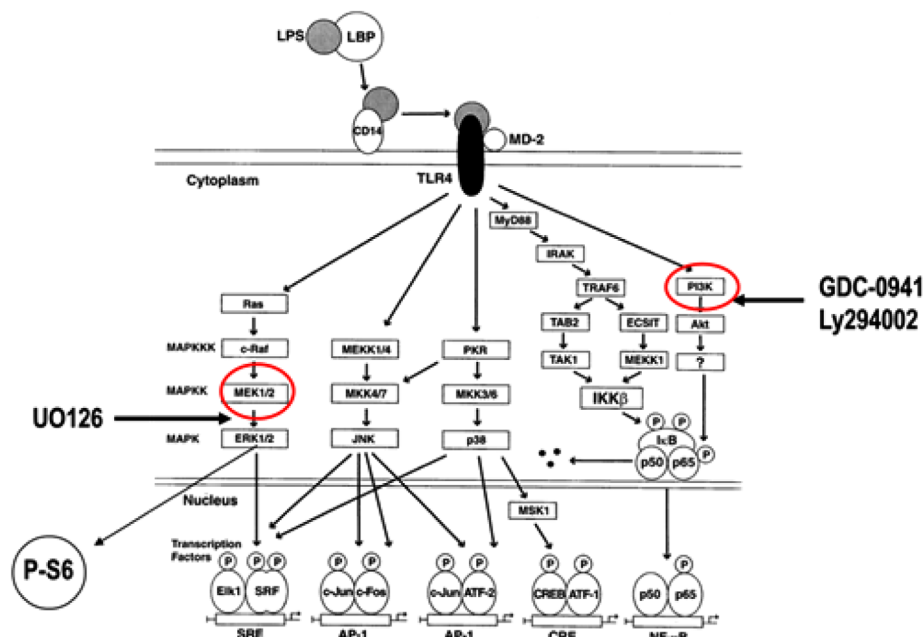 LPS
LBP
CD14
MD-2
TLR4
Cytoplasm
MyD88
IRAK
TRAF6
PI3K
GDC-0941
Ly294002
Ras
TAB2
ECSIT
Akt
MAPKKK
c-Raf
MEKK1/4
PKR
TAK1
MEKK1
?
MAPKK
MEK1/2
MKK4/7
MKK3/6
IKKβ
UO126
MAPK
ERK1/2
JNK
p38
P
P
IκB
P
p50
p65
Nucleus
MSK1
Transcription
Factors
P-S6
P
P
P
P
P
P
P
P
P
P
Elk1
SRF
c-Jun
c-Fos
c-Jun
ATF-2
CREB
ATF-1
p50
p65
SRE
AP-1
AP-1
CRE
NF-κB